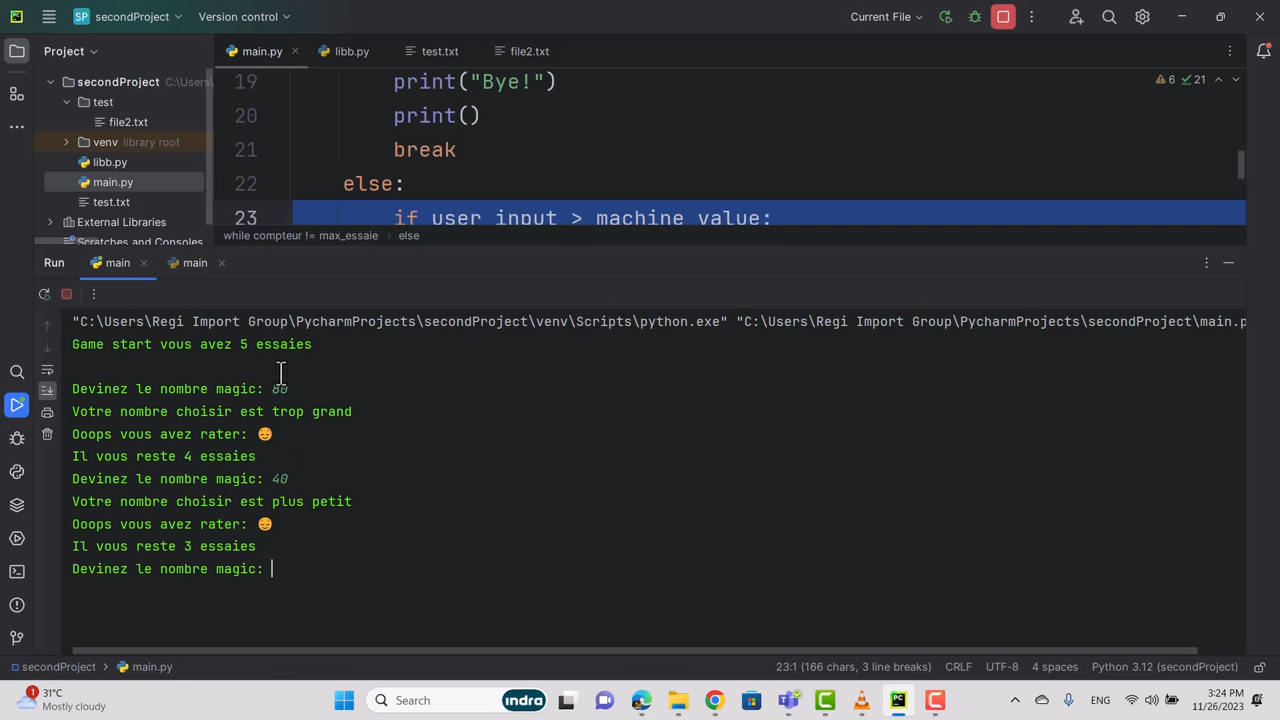 SP secondProject Version control Current File
Project
main.py libb.py test.txt file2.txt
secondProject C:\Users\
test
file2.txt
venv library root
libb.py
main.py
test.txt
External Libraries
Scratches and Consoles
19 print("Bye!")
20 print()
21 break
22 else:
23 if user_input > machine_value:
6 21
while compteur != max_essaie else
Run main main
"C:\Users\Regi Import Group\PycharmProjects\secondProject\venv\Scripts\python.exe" "C:\Users\Regi Import Group\PycharmProjects\secondProject\main.p
Game start vous avez 5 essaies
Devinez le nombre magic: 80
Votre nombre choisir est trop grand
Ooops vous avez rater: 😔
Il vous reste 4 essaies
Devinez le nombre magic: 40
Votre nombre choisir est plus petit
Ooops vous avez rater: 😔
Il vous reste 3 essaies
Devinez le nombre magic:
secondProject main.py
23:1 (166 chars, 3 line breaks) CRLF UTF-8 4 spaces Python 3.12 (secondProject)
1
31°C
Mostly cloudy
Search indra
ENG
3:24 PM
11/26/2023